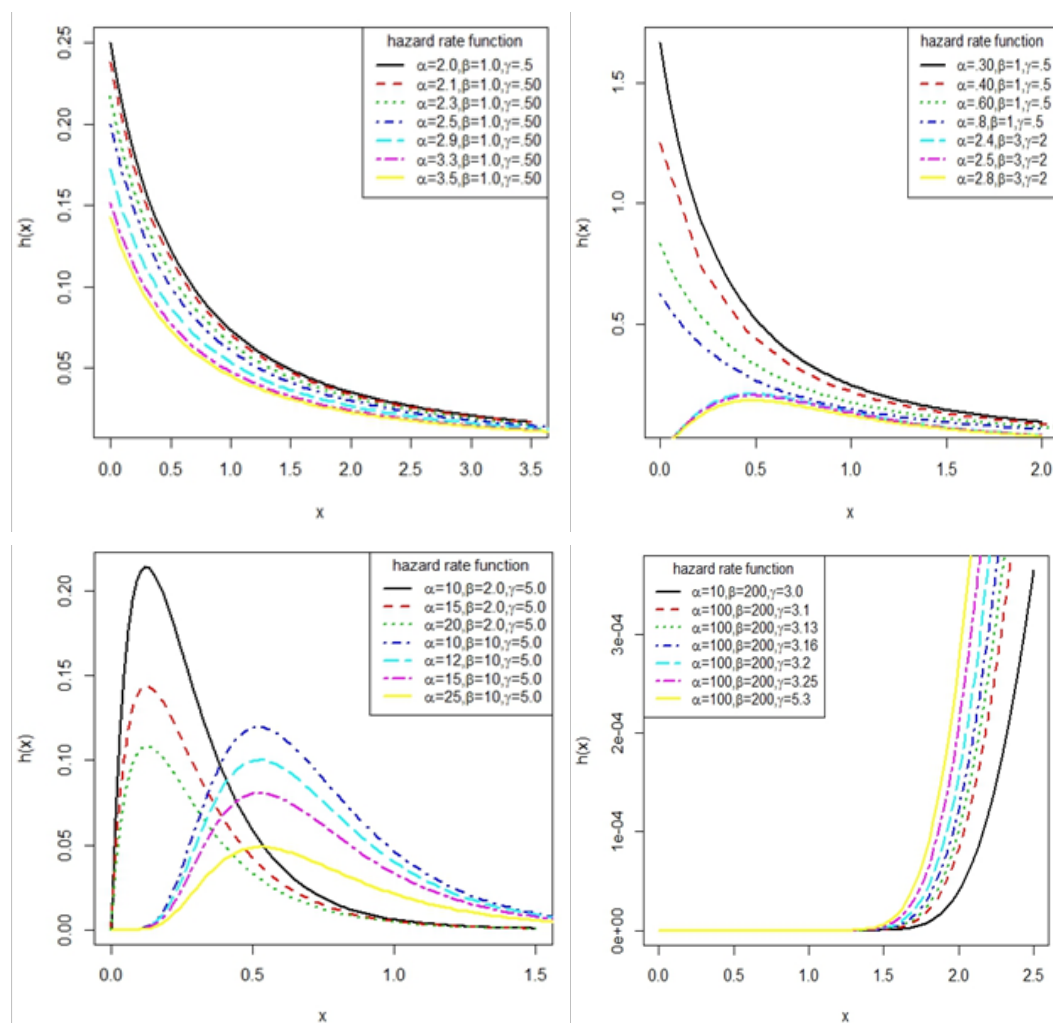 hazard rate function
α=2.0,β=1.0,γ=.5
α=2.1,β=1.0,γ=.50
α=2.3,β=1.0,γ=.50
α=2.5,β=1.0,γ=.50
α=2.9,β=1.0,γ=.50
α=3.3,β=1.0,γ=.50
α=3.5,β=1.0,γ=.50
h(x)
0.25
0.20
0.15
0.10
0.05
0.0 0.5 1.0 1.5 2.0 2.5 3.0 3.5
x
hazard rate function
α=.30,β=1,γ=.5
α=.40,β=1,γ=.5
α=.60,β=1,γ=.5
α=.8,β=1,γ=.5
α=2.4,β=3,γ=2
α=2.5,β=3,γ=2
α=2.8,β=3,γ=2
h(x)
1.5
1.0
0.5
0.0 0.5 1.0 1.5 2.0
x
hazard rate function
α=10,β=2.0,γ=5.0
α=15,β=2.0,γ=5.0
α=20,β=2.0,γ=5.0
α=10,β=10,γ=5.0
α=12,β=10,γ=5.0
α=15,β=10,γ=5.0
α=25,β=10,γ=5.0
h(x)
0.20
0.15
0.10
0.05
0.00
0.0 0.5 1.0 1.5
x
hazard rate function
α=10,β=200,γ=3.0
α=100,β=200,γ=3.1
α=100,β=200,γ=3.13
α=100,β=200,γ=3.16
α=100,β=200,γ=3.2
α=100,β=200,γ=3.25
α=100,β=200,γ=5.3
h(x)
3e-04
2e-04
1e-04
0e+00
0.0 0.5 1.0 1.5 2.0 2.5
x